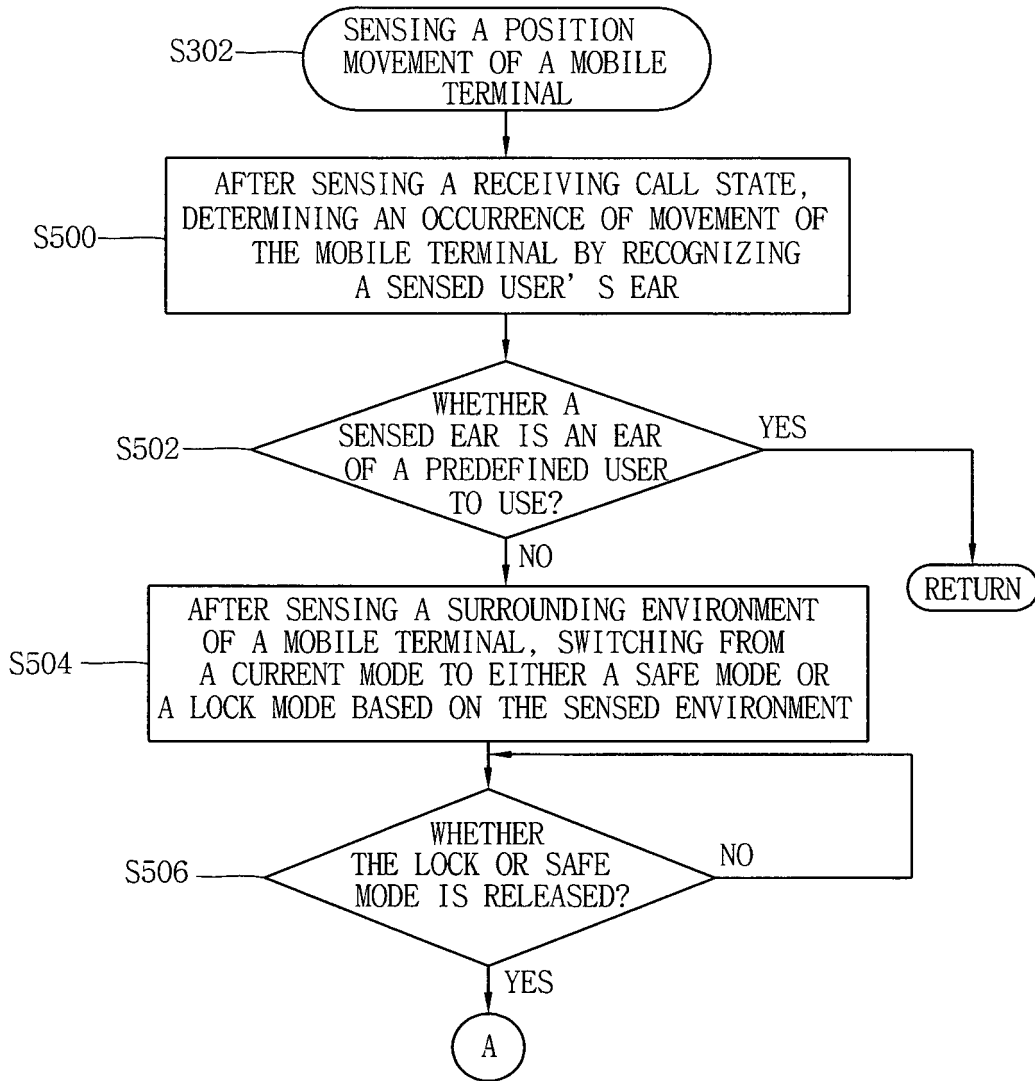 S302
SENSING A POSITION
MOVEMENT OF A MOBILE
TERMINAL
S500
AFTER SENSING A RECEIVING CALL STATE,
DETERMINING AN OCCURRENCE OF MOVEMENT OF
THE MOBILE TERMINAL BY RECOGNIZING
A SENSED USER' S EAR
S502
WHETHER A
SENSED EAR IS AN EAR
OF A PREDEFINED USER
TO USE?
YES
NO
RETURN
S504
AFTER SENSING A SURROUNDING ENVIRONMENT
OF A MOBILE TERMINAL, SWITCHING FROM
A CURRENT MODE TO EITHER A SAFE MODE OR
A LOCK MODE BASED ON THE SENSED ENVIRONMENT
S506
WHETHER
THE LOCK OR SAFE
MODE IS RELEASED?
NO
YES
A